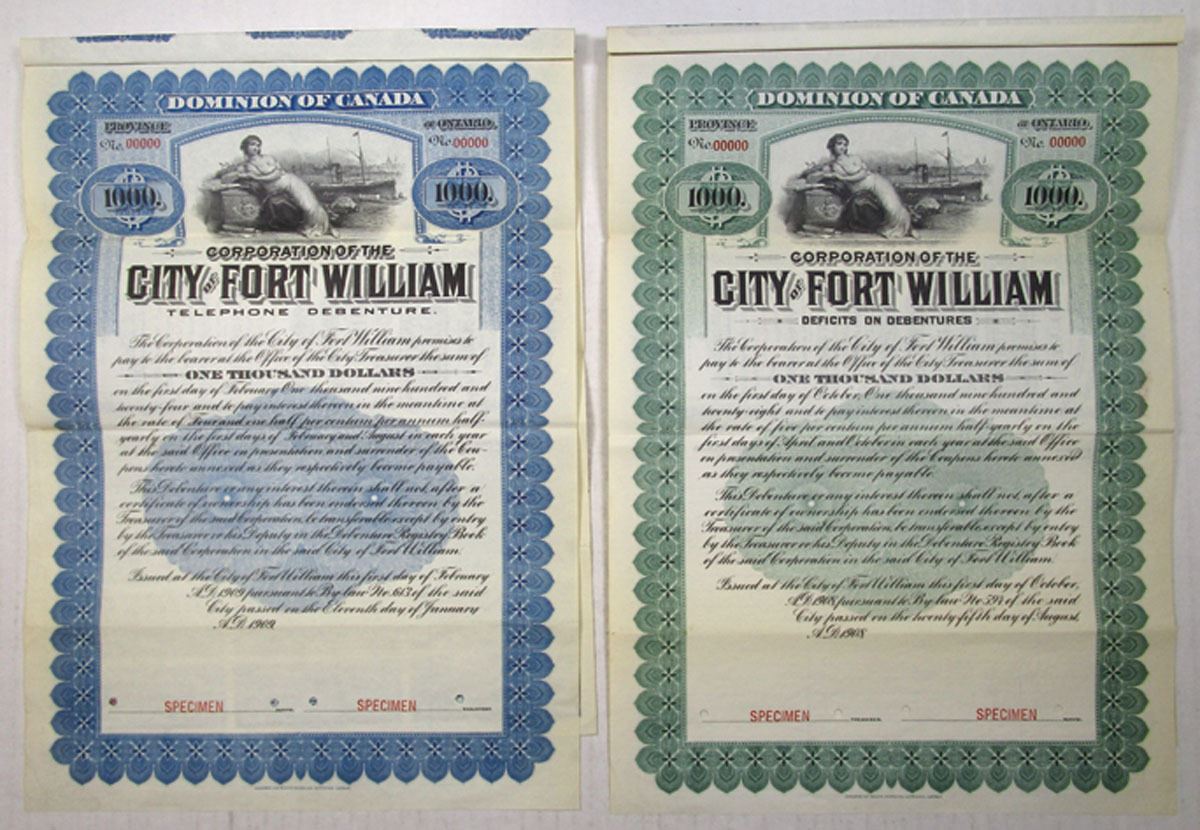 DOMINION OF CANADA
PROVINCE OF ONTARIO.
No. 00000 No. 00000
1000. 1000.
CORPORATION OF THE
CITY OF FORT WILLIAM
TELEPHONE DEBENTURE.
The Corporation of the City of Fort William promises to
pay to the bearer at the Office of the City Treasurer the sum of
ONE THOUSAND DOLLARS
on the first day of February One thousand nine hundred and
twenty-four and to pay interest thereon in the meantime at
the rate of Four and one half per centum per annum half-
yearly on the first days of February and August in each year
at the said Office on presentation and surrender of the Cou-
pons hereto annexed as they respectively become payable.
This Debenture or any interest therein shall not, after a
certificate of ownership has been endorsed thereon by the
Treasurer of the said Corporation, be transferable except by entry
by the Treasurer or his Deputy in the Debenture Registry Book
of the said Corporation in the said City of Fort William.
Issued at the City of Fort William this first day of February
A.D. 1909 pursuant to By-law No. 613 of the said
City passed on the Eleventh day of January
A.D. 1909.
SPECIMEN SPECIMEN
DOMINION OF CANADA
PROVINCE OF ONTARIO.
No. 00000 No. 00000
1000. 1000.
CORPORATION OF THE
CITY OF FORT WILLIAM
DEFICITS ON DEBENTURES
The Corporation of the City of Fort William promises to
pay to the bearer at the Office of the City Treasurer the sum of
ONE THOUSAND DOLLARS
on the first day of October, One thousand nine hundred and
twenty-eight and to pay interest thereon in the meantime at
the rate of five per centum per annum half-yearly on the
first days of April and October in each year at the said Office
on presentation and surrender of the Coupons hereto annexed
as they respectively become payable.
This Debenture or any interest therein shall not, after a
certificate of ownership has been endorsed thereon by the
Treasurer of the said Corporation, be transferable except by entry
by the Treasurer or his Deputy in the Debenture Registry Book
of the said Corporation in the said City of Fort William.
Issued at the City of Fort William this first day of October,
A.D. 1908, pursuant to By-law No. 594 of the said
City passed on the twenty-fifth day of August,
A.D. 1908
SPECIMEN TREASURER. SPECIMEN MAYOR.